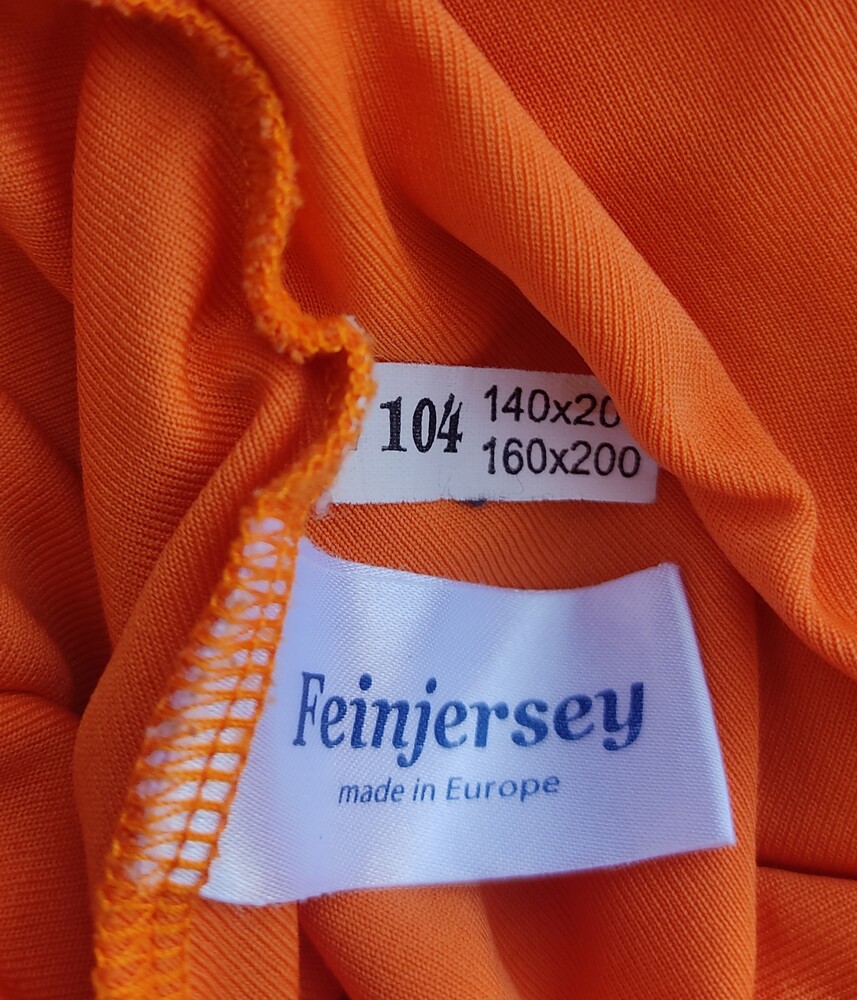 104 140x20
160x200
Feinjersey
made in Europe